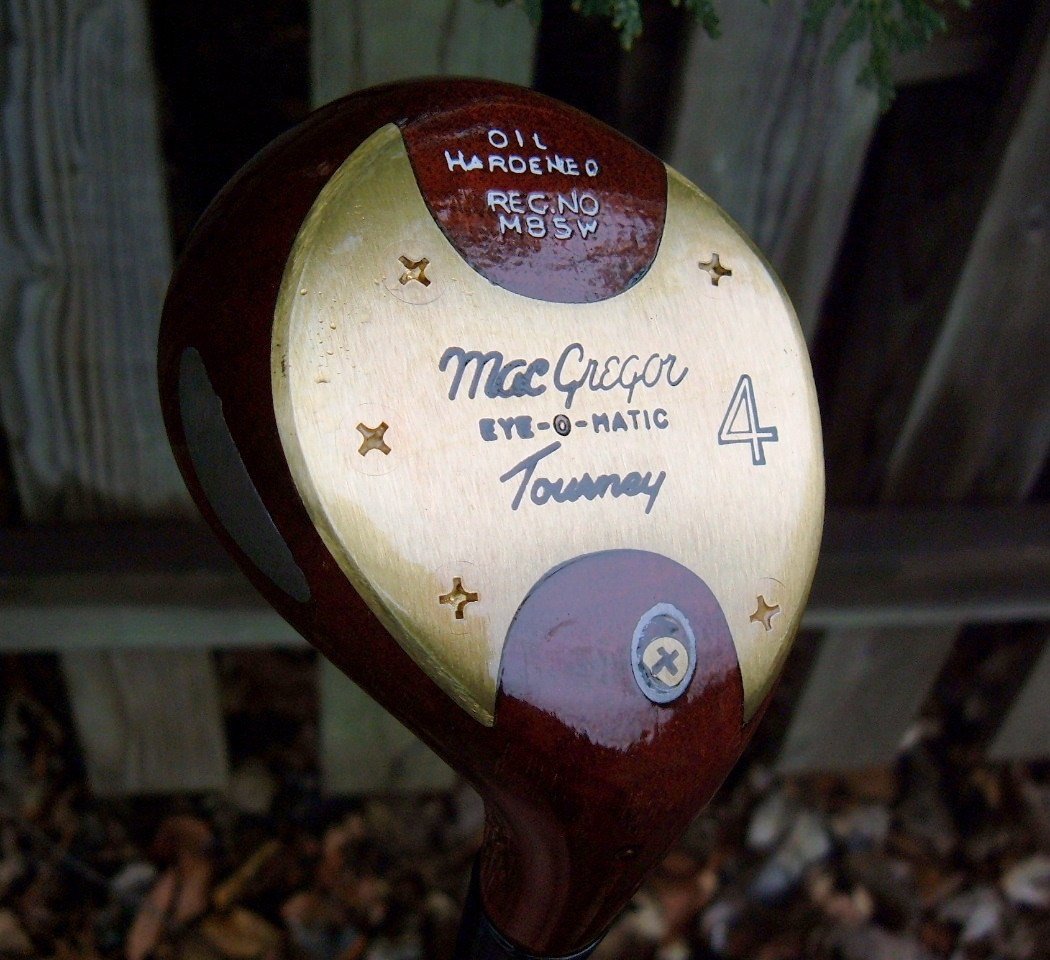 OIL
HARDENED
REG.NO
M85W
MacGregor
EYE-O-MATIC
Tourney
4